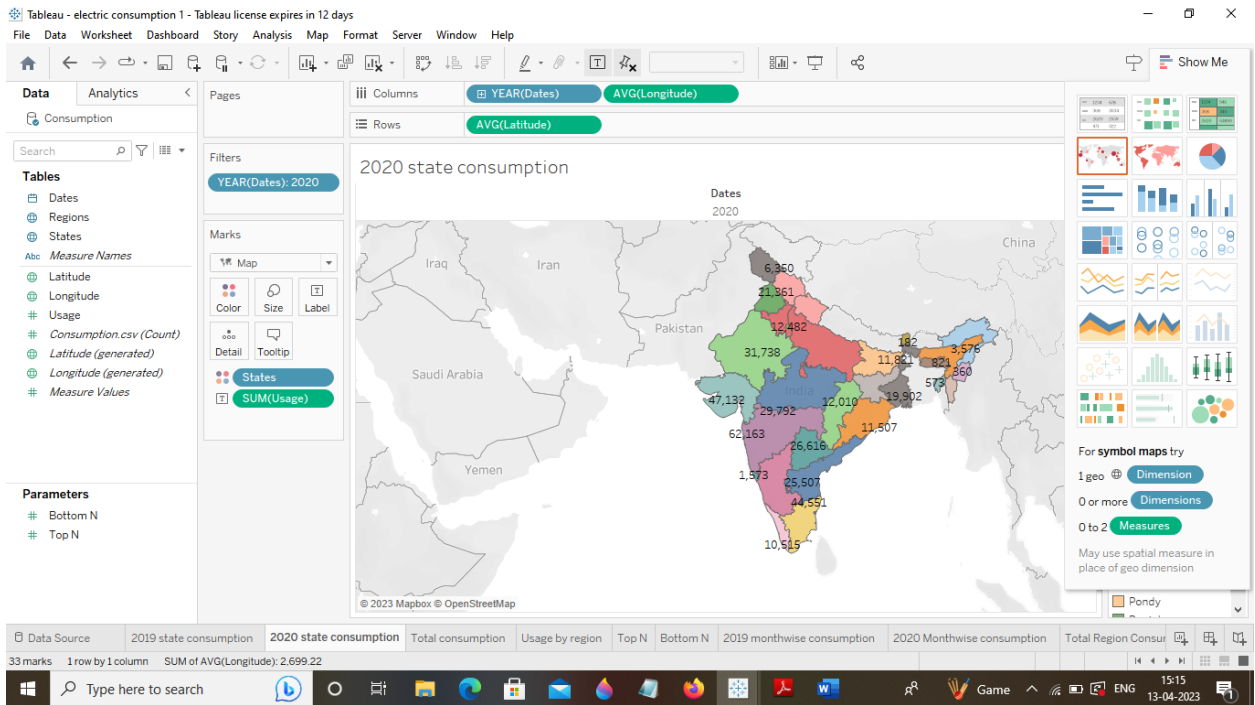 Tableau - electric consumption 1 - Tableau license expires in 12 days
File Data Worksheet Dashboard Story Analysis Map Format Server Window Help
Show Me
Data Analytics
Consumption
Search
Tables
Dates
Regions
States
Abc Measure Names
Latitude
Longitude
Usage
Consumption.csv (Count)
Latitude (generated)
Longitude (generated)
Measure Values
Parameters
Bottom N
Top N
Pages
Filters
YEAR(Dates): 2020
Marks
Map
Color Size Label
Detail Tooltip
States
SUM(Usage)
Columns YEAR(Dates) AVG(Longitude)
Rows AVG(Latitude)
2020 state consumption
Dates
2020
China
Iraq
Iran
Pakistan
Saudi Arabia
Yemen
India
6,350
21,361
12,482
31,738
182
3,576
11,821
821
360
573
47,132
12,010
19,902
29,792
62,163
11,507
26,616
1,573
25,507
44,551
10,515
© 2023 Mapbox © OpenStreetMap
For symbol maps try
1 geo Dimension
0 or more Dimensions
0 to 2 Measures
May use spatial measure in
place of geo dimension
Pondy
Data Source 2019 state consumption 2020 state consumption Total consumption Usage by region Top N Bottom N 2019 monthwise consumption 2020 Monthwise consumption Total Region Consur
33 marks 1 row by 1 column SUM of AVG(Longitude): 2,699.22
Type here to search
Game ENG
15:15
13-04-2023
1